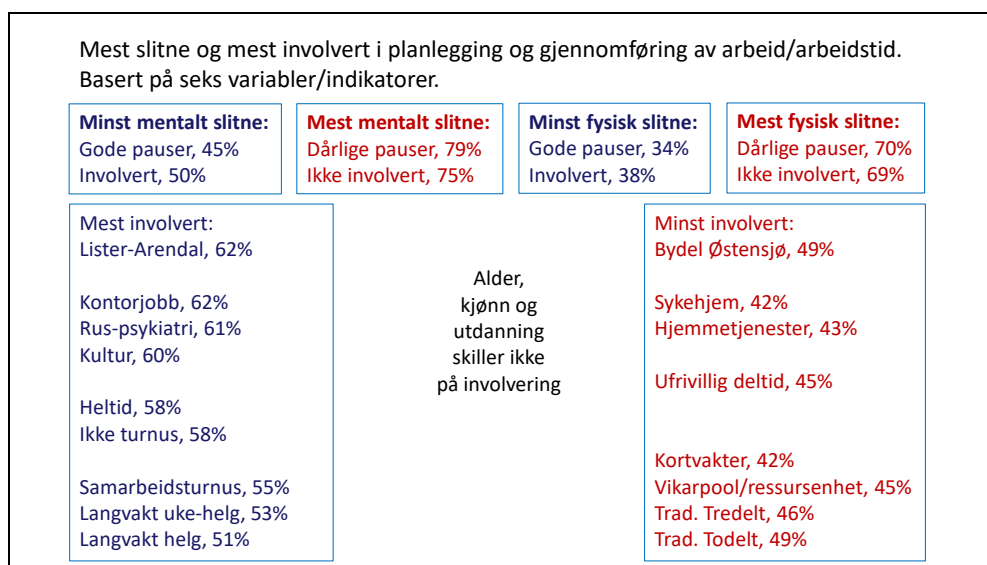 Mest slitne og mest involvert i planlegging og gjennomføring av arbeid/arbeidstid.
Basert på seks variabler/indikatorer.
Minst mentalt slitne:
Gode pauser, 45%
Involvert, 50%
Mest mentalt slitne:
Dårlige pauser, 79%
Ikke involvert, 75%
Minst fysisk slitne:
Gode pauser, 34%
Involvert, 38%
Mest fysisk slitne:
Dårlige pauser, 70%
Ikke involvert, 69%
Mest involvert:
Lister-Arendal, 62%
Kontorjobb, 62%
Rus-psykiatri, 61%
Kultur, 60%
Heltid, 58%
Ikke turnus, 58%
Samarbeidsturnus, 55%
Langvakt uke-helg, 53%
Langvakt helg, 51%
Alder,
kjønn og
utdanning
skiller ikke
på involvering
Minst involvert:
Bydel Østensjø, 49%
Sykehjem, 42%
Hjemmetjenester, 43%
Ufrivillig deltid, 45%
Kortvakter, 42%
Vikarpool/ressursenhet, 45%
Trad. Tredelt, 46%
Trad. Todelt, 49%